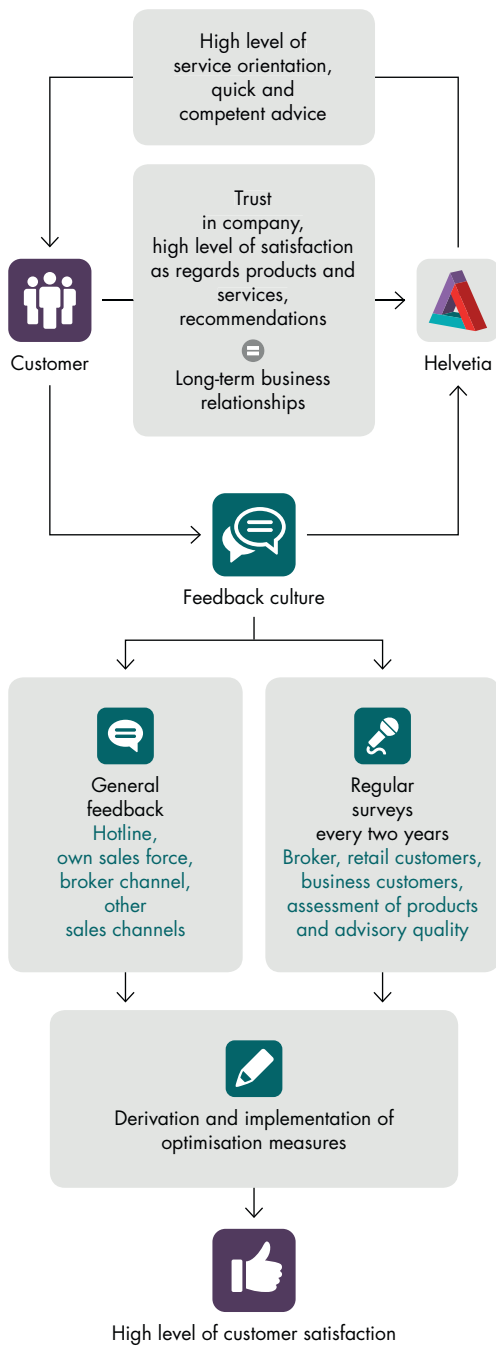 High level of
service orientation,
quick and
competent advice
Trust
in company,
high level of satisfaction
as regards products and
services,
recommendations
=
Long-term business
relationships
Customer
Helvetia
Feedback culture
General
feedback
Hotline,
own sales force,
broker channel,
other
sales channels
Regular
surveys
every two years
Broker, retail customers,
business customers,
assessment of products
and advisory quality
Derivation and implementation of
optimisation measures
High level of customer satisfaction